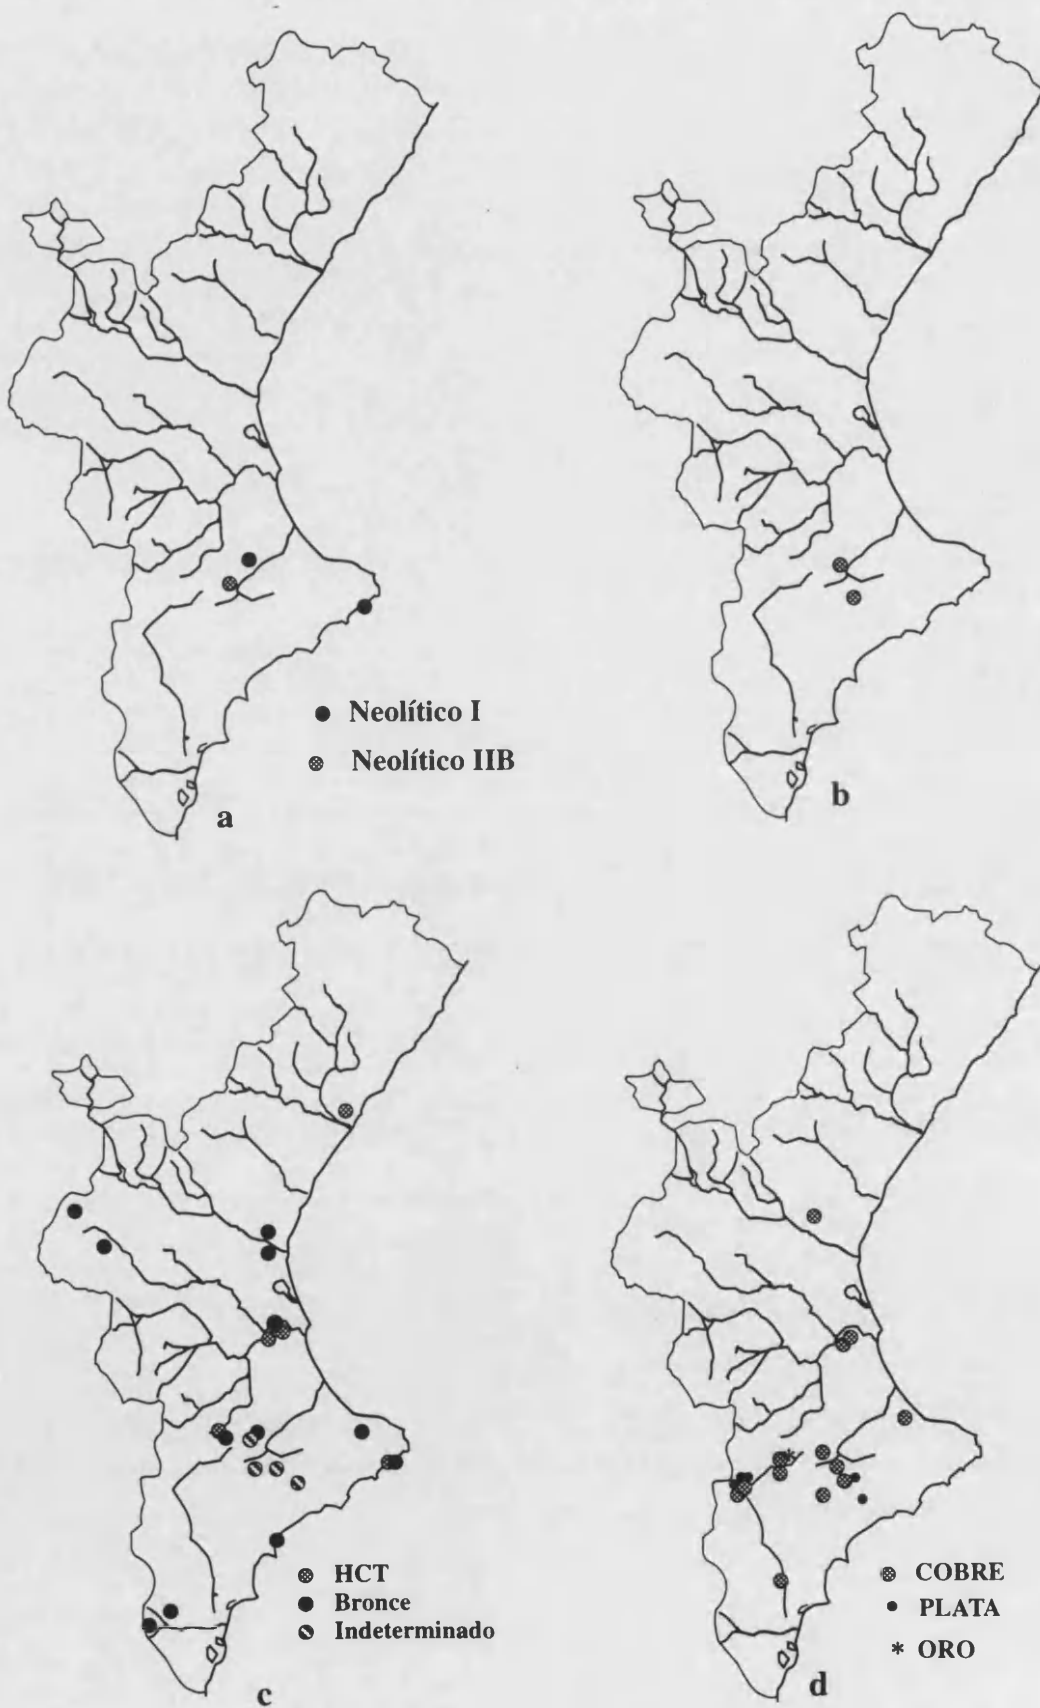 Neolítico I
Neolítico IIB
a
b
HCT
Bronce
Indeterminado
c
COBRE
PLATA
ORO
d